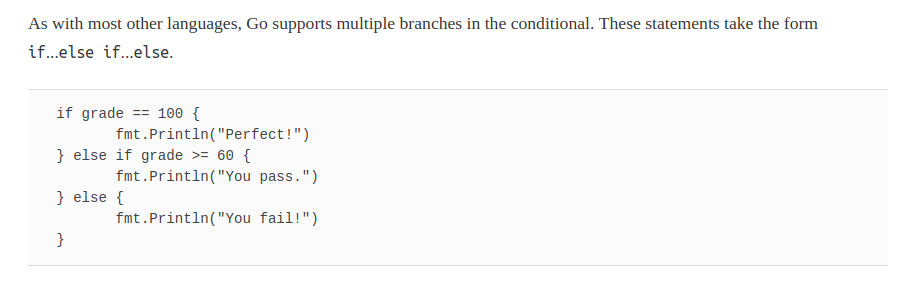 As with most other languages, Go supports multiple branches in the conditional. These statements take the form
if…else if…else.
if grade == 100 {
        fmt.Println("Perfect!")
} else if grade >= 60 {
        fmt.Println("You pass.")
} else {
        fmt.Println("You fail!")
}